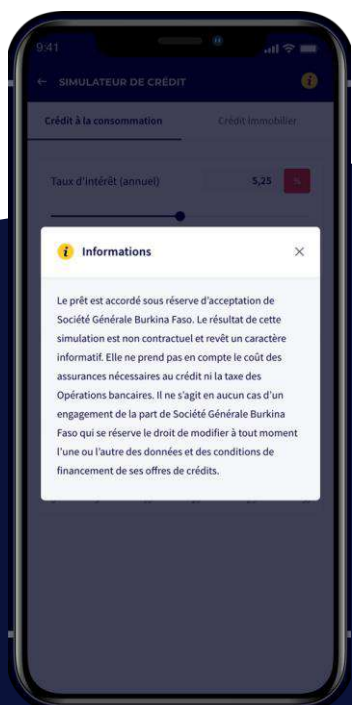 9:41
← SIMULATEUR DE CRÉDIT
Crédit à la consommation Crédit Immobilier
Taux d'intérêt (annuel) 5,25 %
Informations
Le prêt est accordé sous réserve d'acceptation de
Société Générale Burkina Faso. Le résultat de cette
simulation est non contractuel et revêt un caractère
informatif. Elle ne prend pas en compte le coût des
assurances nécessaires au crédit ni la taxe des
Opérations bancaires. Il ne s'agit en aucun cas d'un
engagement de la part de Société Générale Burkina
Faso qui se réserve le droit de modifier à tout moment
l'une ou l'autre des données et des conditions de
financement de ses offres de crédits.